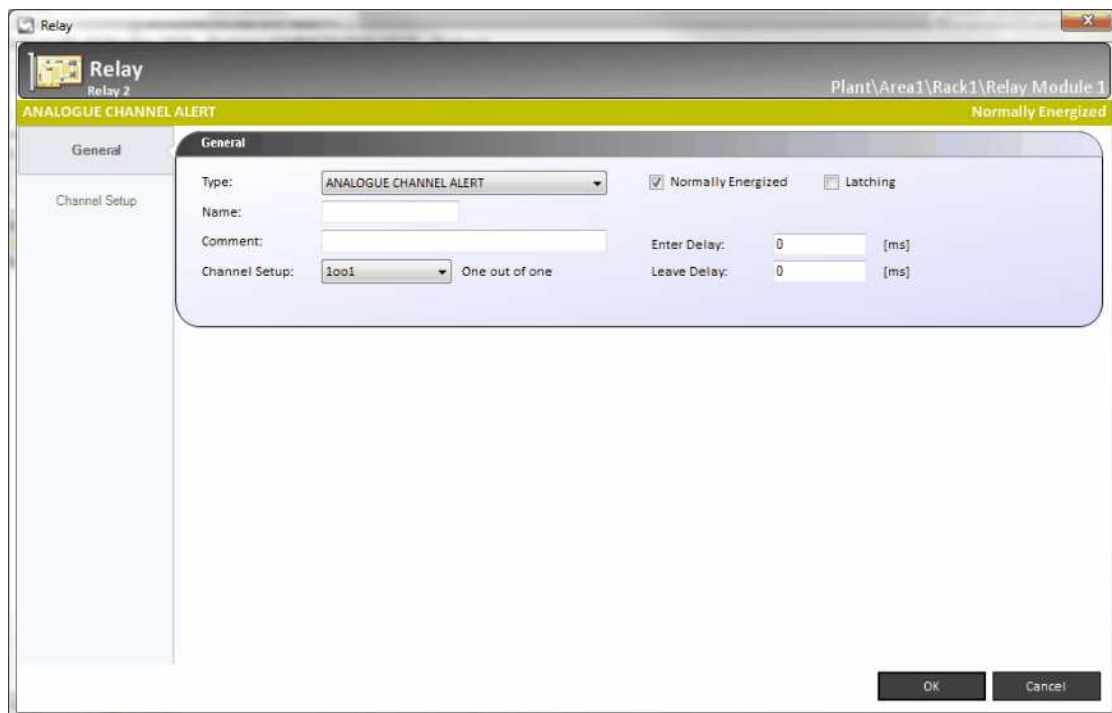 Relay
Relay
Relay 2
Plant\Area1\Rack1\Relay Module 1
ANALOGUE CHANNEL ALERT
Normally Energized
General
Channel Setup
General
Type:
ANALOGUE CHANNEL ALERT
Normally Energized
Latching
Name:
Comment:
Enter Delay:
0
[ms]
Channel Setup:
1oo1
One out of one
Leave Delay:
0
[ms]
OK
Cancel